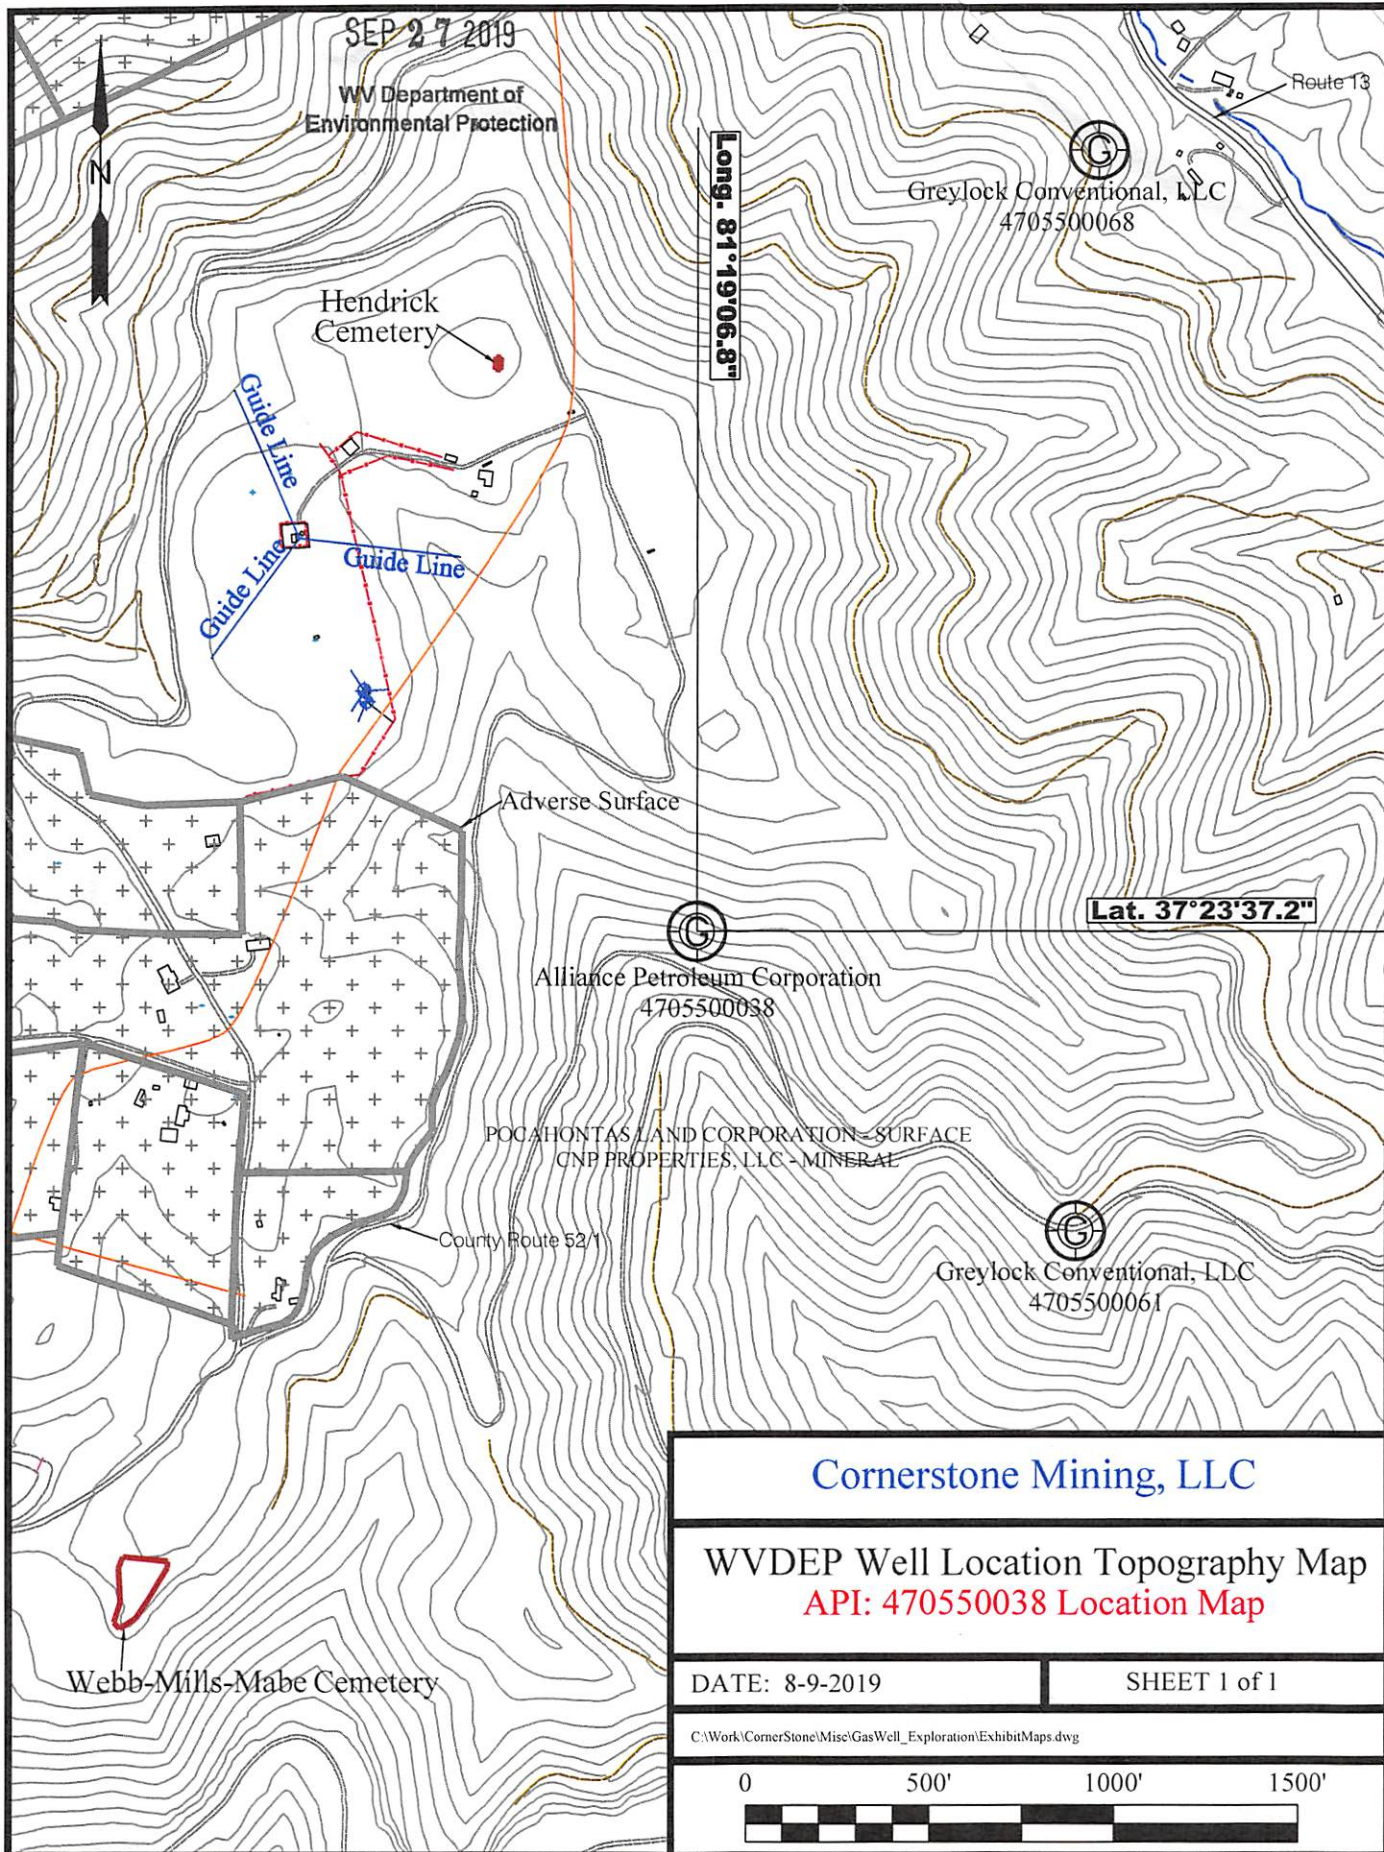 SEP 27 2019
WV Department of
Environmental Protection
N
Route 13
Long. 81°19'06.8"
Greylock Conventional, LLC
4705500068
Hendrick
Cemetery
Guide Line
Guide Line
Guide Line
Adverse Surface
Lat. 37°23'37.2"
Alliance Petroleum Corporation
4705500038
POCAHONTAS LAND CORPORATION - SURFACE
CNP PROPERTIES, LLC - MINERAL
County Route 52/1
Greylock Conventional, LLC
4705500061
Webb-Mills-Mabe Cemetery
G
G
G
Cornerstone Mining, LLC
WVDEP Well Location Topography Map
API: 470550038 Location Map
DATE: 8-9-2019
SHEET 1 of 1
C:\Work\CornerStone\Misc\GasWell_Exploration\ExhibitMaps.dwg
0 500' 1000' 1500'